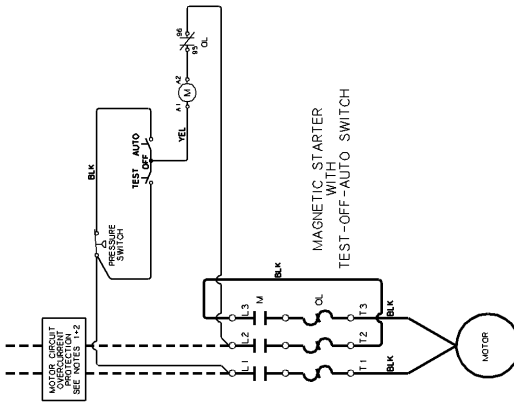 MOTOR CIRCUIT
OVERCURRENT
PROTECTION
SEE NOTES 1+2
PRESSURE
SWITCH
BLK
TEST
OFF
AUTO
YEL
A1
M
A2
95
96
OL
L1
L2
L3
M
BLK
OL
T1
T2
T3
BLK
BLK
MOTOR
MAGNETIC STARTER
WITH
TEST-OFF-AUTO SWITCH